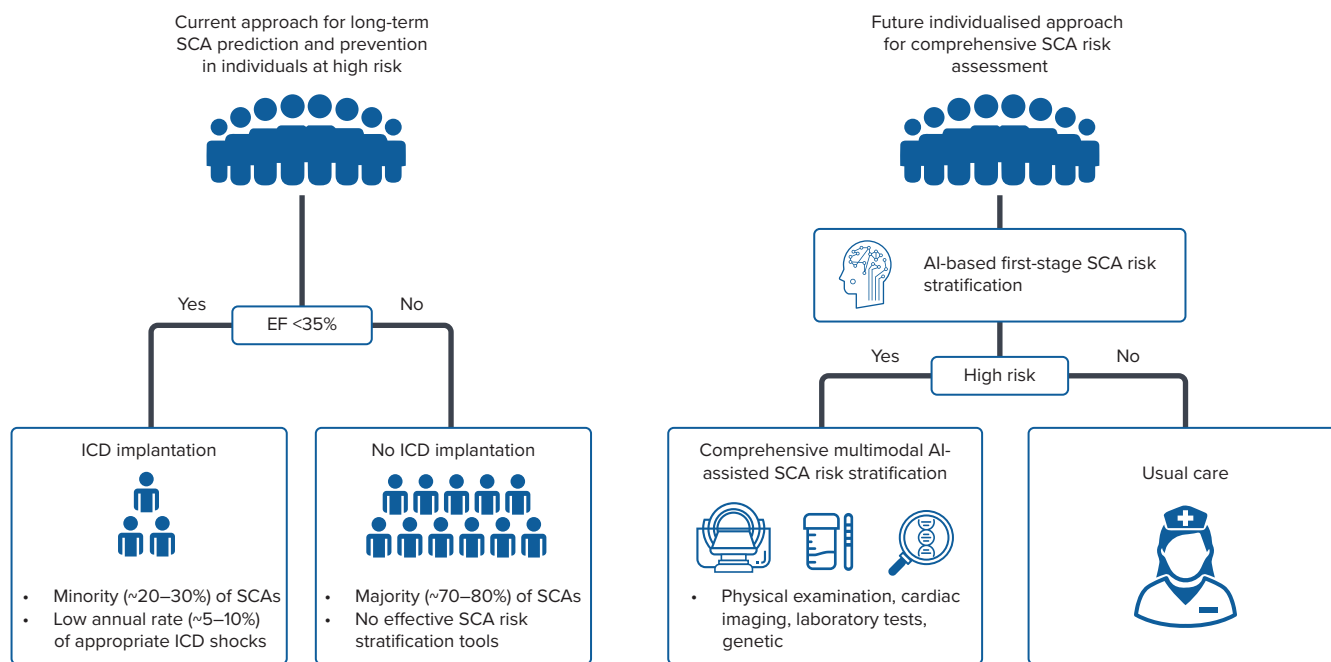 Current approach for long-term
SCA prediction and prevention
in individuals at high risk
Yes
No
EF <35%
ICD implantation
• Minority (~20–30%) of SCAs
• Low annual rate (~5–10%)
of appropriate ICD shocks
No ICD implantation
• Majority (~70–80%) of SCAs
• No effective SCA risk
stratification tools
Future individualised approach
for comprehensive SCA risk
assessment
AI-based first-stage SCA risk
stratification
Yes
No
High risk
Comprehensive multimodal AI-
assisted SCA risk stratification
• Physical examination, cardiac
imaging, laboratory tests,
genetic
Usual care